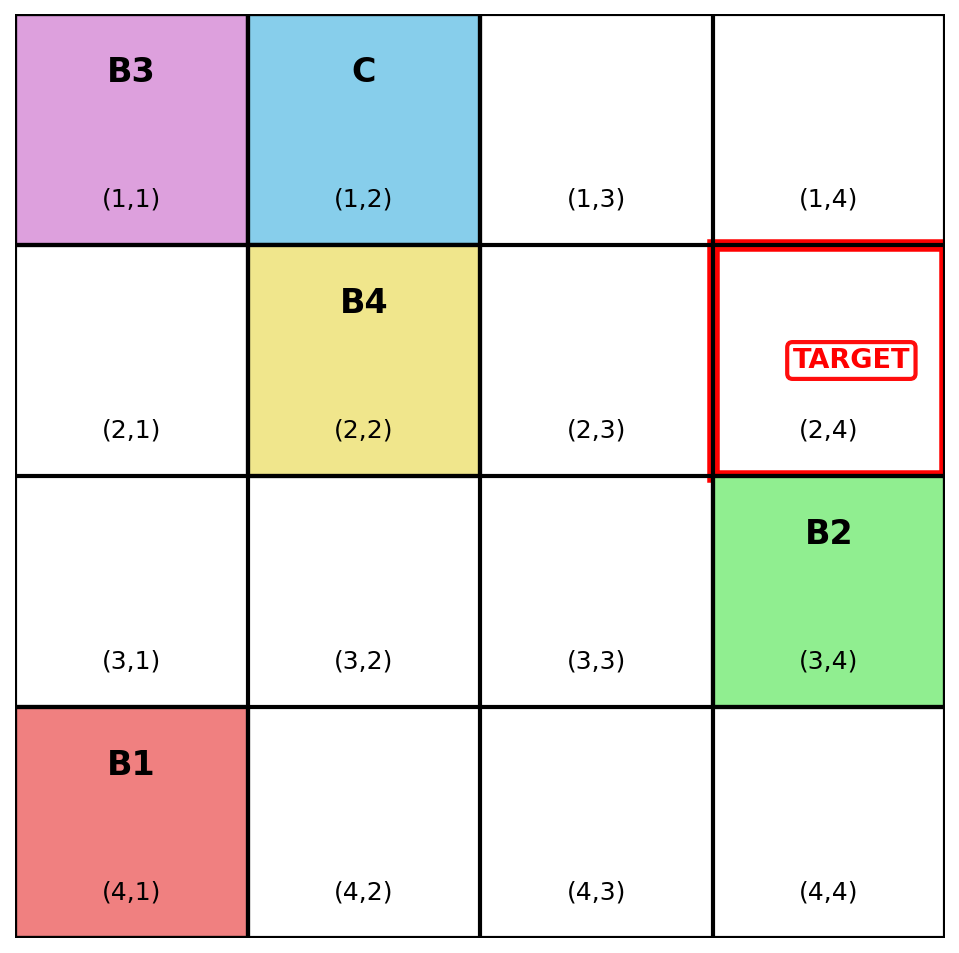 B3 C
(1,1) (1,2) (1,3) (1,4)
B4
TARGET
(2,1) (2,2) (2,3) (2,4)
B2
(3,1) (3,2) (3,3) (3,4)
B1
(4,1) (4,2) (4,3) (4,4)